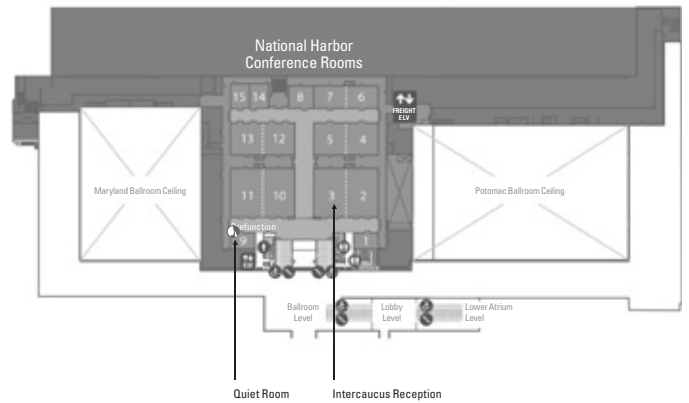 National Harbor
Conference Rooms
15 14 8 7 6
FREIGHT
ELV
13 12 5 4
Maryland Ballroom Ceiling
11 10 3 2
Potomac Ballroom Ceiling
Prefunction
9 1
Ballroom
Level
Lobby
Level
Lower Atrium
Level
Quiet Room
Intercaucus Reception